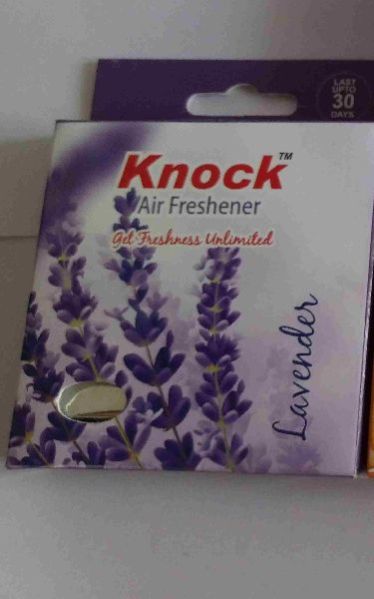 LAST
UPTO
30
DAYS
Knock™
Air Freshener
Get Freshness Unlimited
Lavender